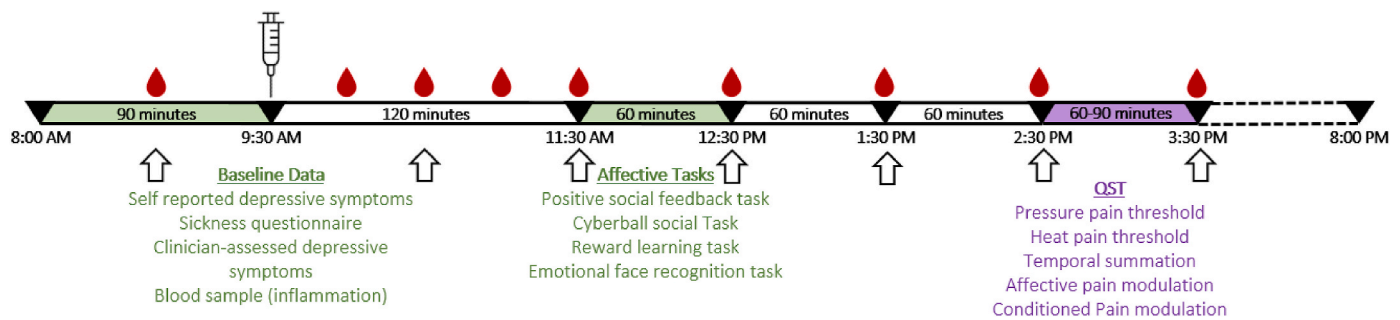 90 minutes
120 minutes
60 minutes
60 minutes
60 minutes
60-90 minutes
8:00 AM
9:30 AM
11:30 AM
12:30 PM
1:30 PM
2:30 PM
3:30 PM
8:00 PM
Baseline Data
Self reported depressive symptoms
Sickness questionnaire
Clinician-assessed depressive
symptoms
Blood sample (inflammation)
Affective Tasks
Positive social feedback task
Cyberball social Task
Reward learning task
Emotional face recognition task
QST
Pressure pain threshold
Heat pain threshold
Temporal summation
Affective pain modulation
Conditioned Pain modulation